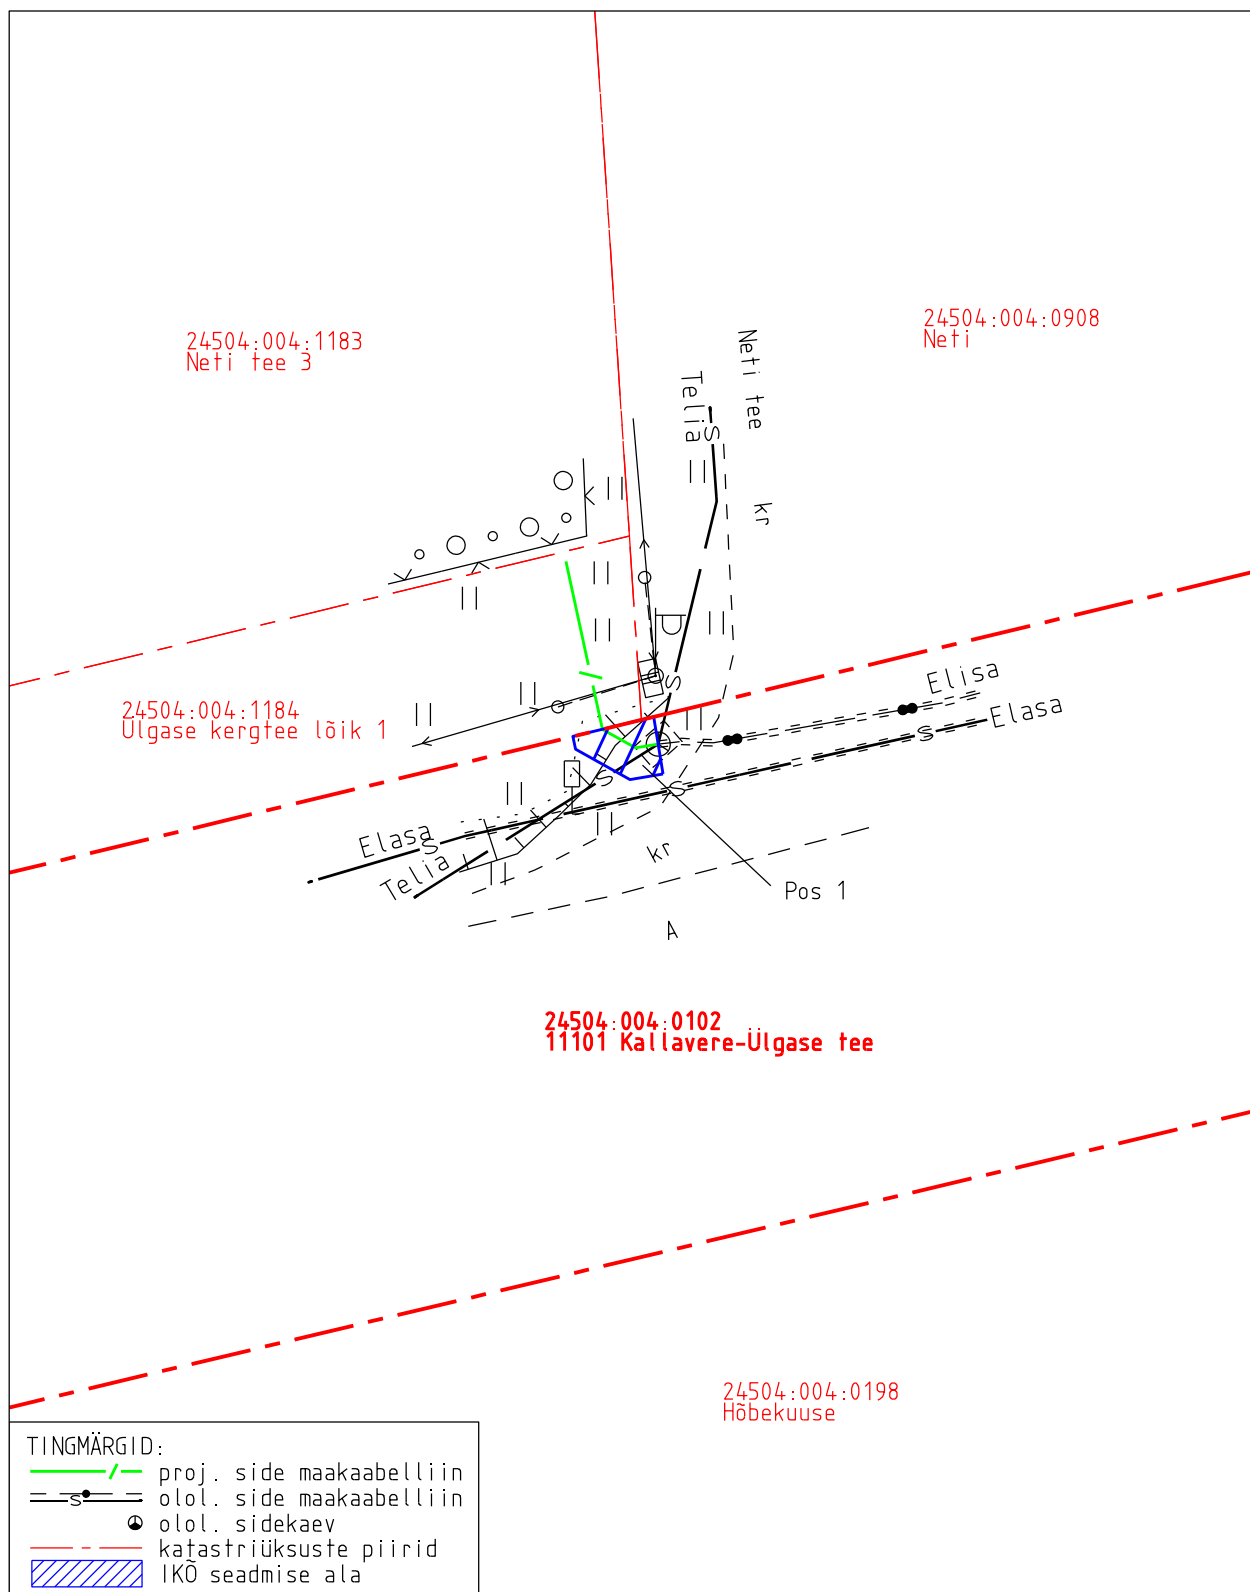 24504:004:0908
Neti
24504:004:1183
Neti tee 3
Neti tee
Telia
S
kr
Elisa
S
24504:004:1184
Ülgase kergtee lõik 1
Elasa
S
S
S
Elasa
S
Telia
kr
Pos 1
A
24504:004:0102
11101 Kallavere-Ülgase tee
24504:004:0198
Hõbekuuse
TINGMÄRGID:
proj. side maakaabelliin
S
olol. side maakaabelliin
olol. sidekaev
katastriüksuste piirid
IKÕ seadmise ala